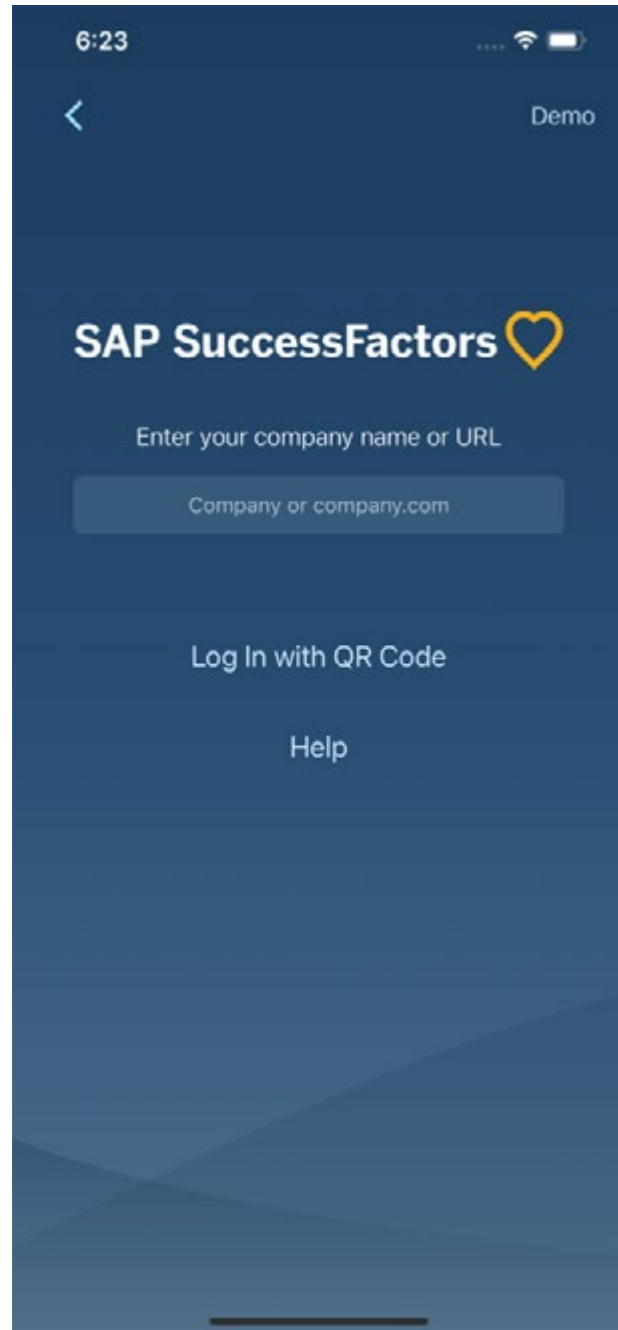 6:23
Demo
SAP SuccessFactors
Enter your company name or URL
Company or company.com
Log In with QR Code
Help